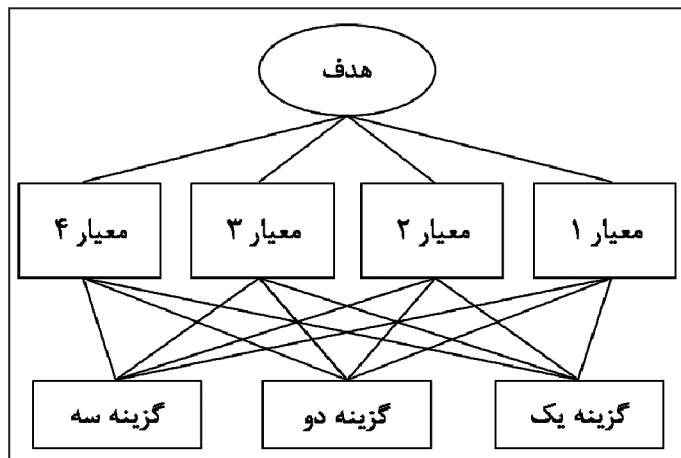 هدف
معیار ۱
معیار ۲
معیار ۳
معیار ۴
گزینه یک
گزینه دو
گزینه سه